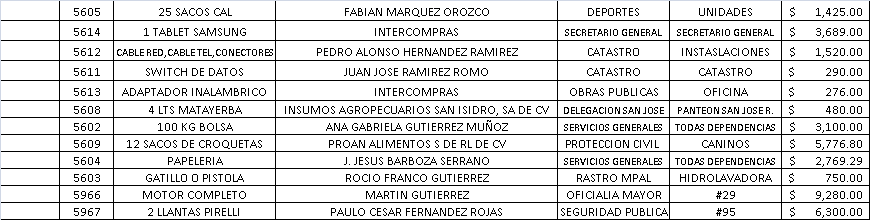 5605 25 SACOS CAL FABIAN MARQUEZ OROZCO DEPORTES UNIDADES $ 1,425.00
5614 1 TABLET SAMSUNG INTERCOMPRAS SECRETARIO GENERAL SECRETARIO GENERAL $ 3,689.00
5612 CABLE RED,CABLE TEL,CONECTORES PEDRO ALONSO HERNANDEZ RAMIREZ CATASTRO INSTASLACIONES $ 1,520.00
5611 SWITCH DE DATOS JUAN JOSE RAMIREZ ROMO CATASTRO CATASTRO $ 290.00
5613 ADAPTADOR INALAMBRICO INTERCOMPRAS OBRAS PUBLICAS OFICINA $ 276.00
5608 4 LTS MATAYERBA INSUMOS AGROPECUARIOS SAN ISIDRO, SA DE CV DELEGACION SAN JOSE PANTEON SAN JOSE R. $ 480.00
5602 100 KG BOLSA ANA GABRIELA GUTIERREZ MUÑOZ SERVICIOS GENERALES TODAS DEPENDENCIAS $ 3,100.00
5609 12 SACOS DE CROQUETAS PROAN ALIMENTOS S DE RL DE CV PROTECCION CIVIL CANINOS $ 5,776.80
5604 PAPELERIA J. JESUS BARBOZA SERRANO SERVICIOS GENERALES TODAS DEPENDENCIAS $ 2,769.29
5603 GATILLO O PISTOLA ROCIO FRANCO GUTIERREZ RASTRO MPAL HIDROLAVADORA $ 750.00
5966 MOTOR COMPLETO MARTIN GUTIERREZ OFICIALIA MAYOR #29 $ 9,280.00
5967 2 LLANTAS PIRELLI PAULO CESAR FERNANDEZ ROJAS SEGURIDAD PUBLICA #95 $ 6,300.00